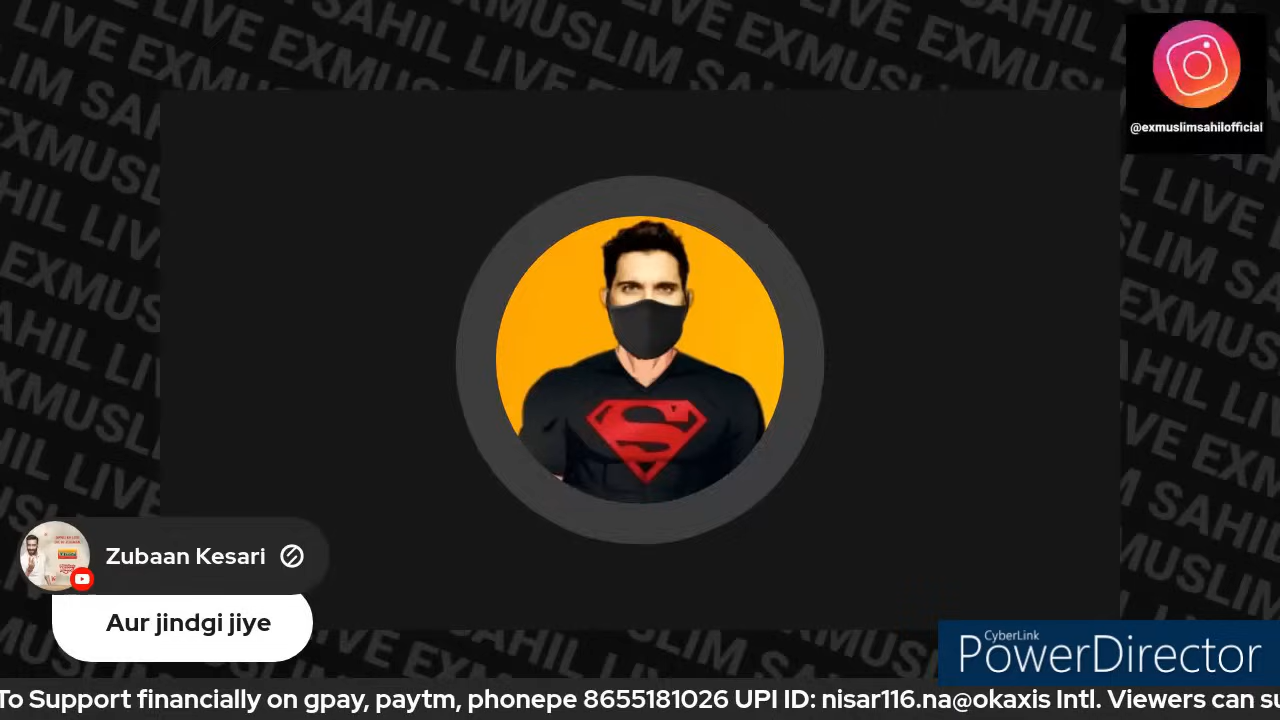 @exmuslimsahilofficial
Zubaan Kesari
Aur jindgi jiye
CyberLink
PowerDirector
To Support financially on gpay, paytm, phonepe 8655181026 UPI ID: nisar116.na@okaxis Intl. Viewers can su